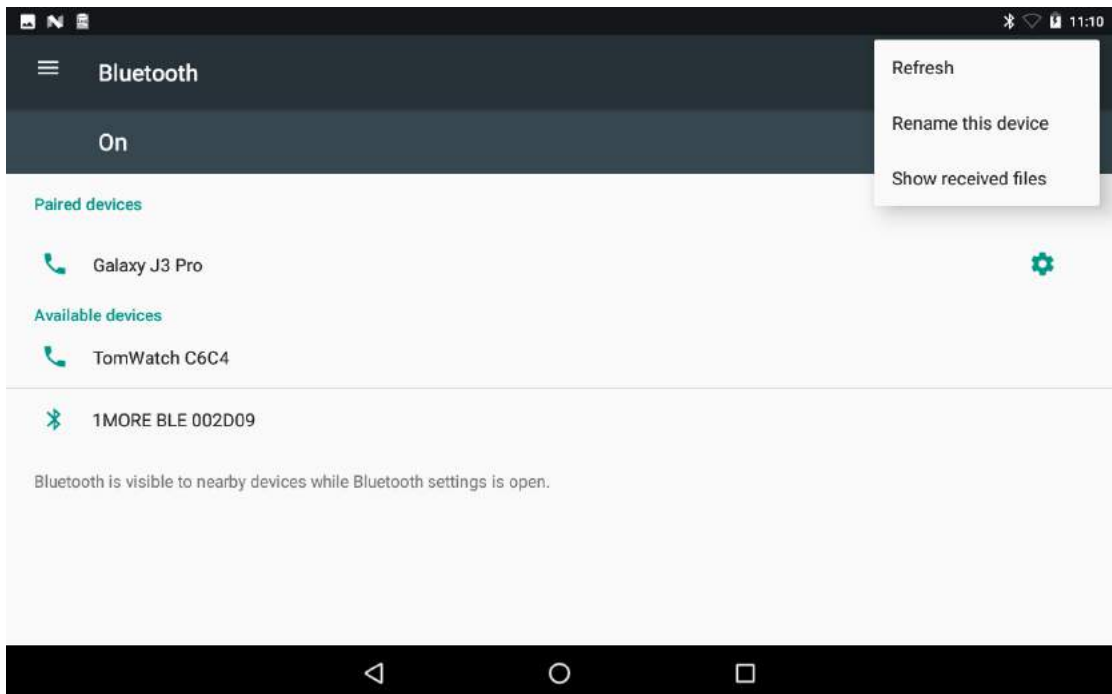 11:10
Bluetooth
Refresh
Rename this device
On
Show received files
Paired devices
Galaxy J3 Pro
Available devices
TomWatch C6C4
1MORE BLE 002D09
Bluetooth is visible to nearby devices while Bluetooth settings is open.